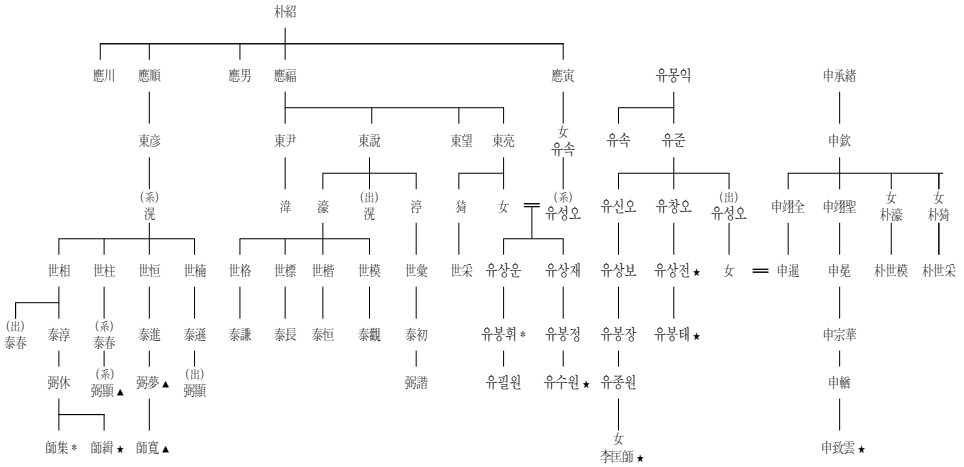 朴紹
應川 應順 應男 應福 應寅 유몽익 申承緖
東彦 東尹 東說 東望 東亮 女 유속 유속 유준 申欽
(系) 滉 湋 濠 (出) 滉 渟 猗 女 (系) 유성오 유신오 유창오 (出) 유성오 申翊全 申翊聖 女 朴濠 女 朴猗
世相 世柱 世恒 世楠 世格 世標 世楷 世模 世彙 世采 유상운 유상재 유상보 유상전★ 女 申暹 申㝡 朴世模 朴世采
(出) 泰春 泰淳 (系) 泰春 泰進 泰遜 泰謙 泰長 泰恒 泰觀 泰初 유봉휘* 유봉정 유봉장 유봉태★ 申宗華
弼休 (系) 弼顯▲ 弼夢▲ (出) 弼顯 弼諧 유필원 유수원★ 유종원 申輶
師集* 師緝★ 師寬▲ 女 李匡師★ 申致雲★